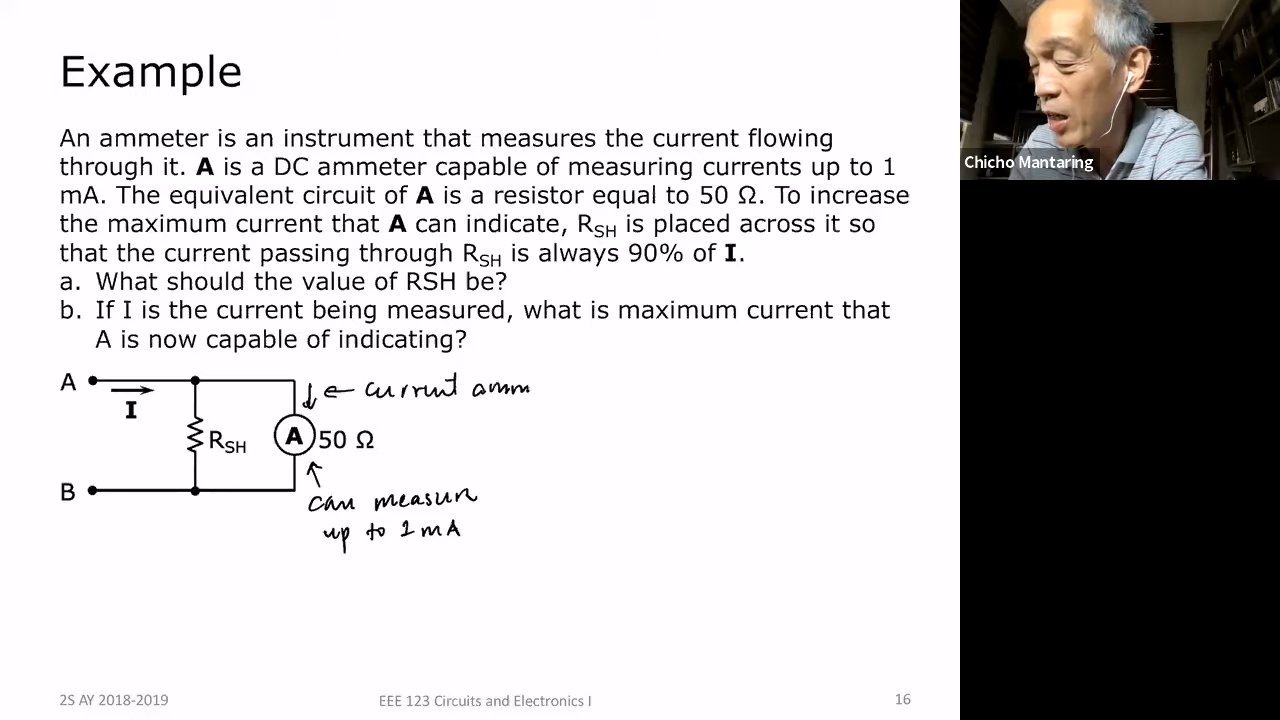 Example
An ammeter is an instrument that measures the current flowing
through it. A is a DC ammeter capable of measuring currents up to 1
mA. The equivalent circuit of A is a resistor equal to 50 Ω. To increase
the maximum current that A can indicate, RSH is placed across it so
that the current passing through RSH is always 90% of I.
a. What should the value of RSH be?
b. If I is the current being measured, what is maximum current that
A is now capable of indicating?
A
I
RSH
A 50 Ω
B
← current amm
can measure
up to 1 mA
Chicho Mantaring
2S AY 2018-2019
EEE 123 Circuits and Electronics I
16